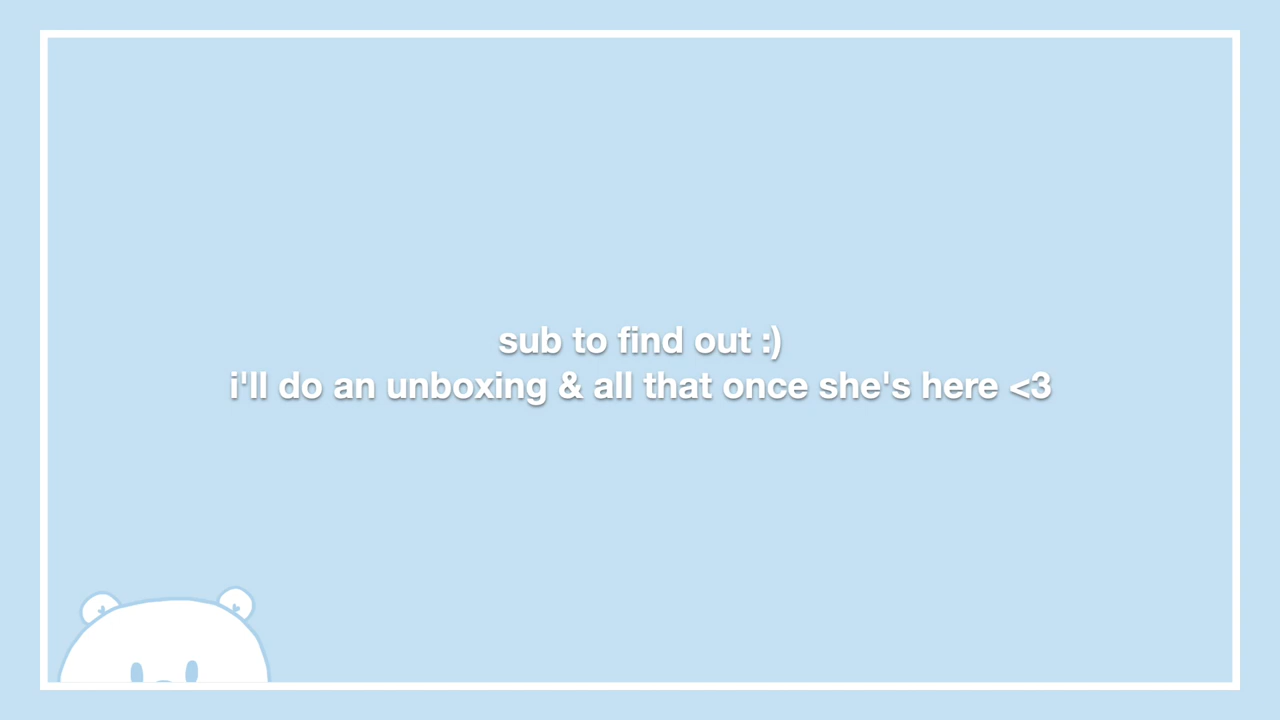 sub to find out :)
i'll do an unboxing & all that once she's here <3